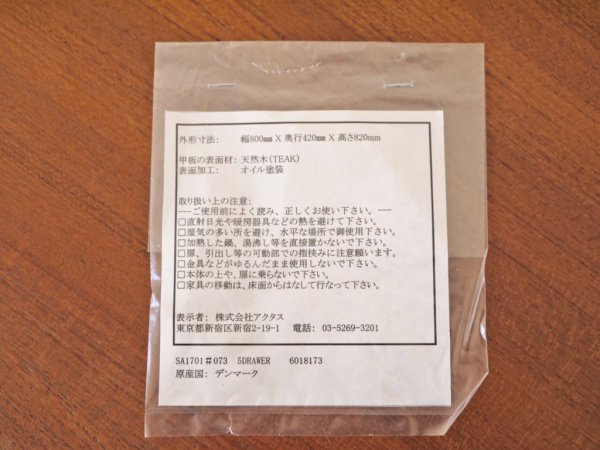 外形寸法: 幅800㎜ X 奥行420㎜ X 高さ820mm
甲板の表面材: 天然木(TEAK)
表面加工: オイル塗装
取り扱い上の注意:
―ご使用前によく読み、正しくお使い下さい。―
□直射日光や暖房器具などの熱を避けて下さい。
□湿気の多い所を避け、水平な場所で御使用下さい。
□加熱した鍋、湯沸し等を直接置かないで下さい。
□扉、引出し等の可動部での指挟みに注意願います。
□金具などがゆるんだまま使用しないで下さい。
□本体の上や、扉に乗らないで下さい。
□家具の移動は、床面からはなして行なって下さい。
表示者: 株式会社アクタス
東京都新宿区新宿2-19-1 電話: 03-5269-3201
SA1701＃073 5DRAWER 6018173
原産国: デンマーク